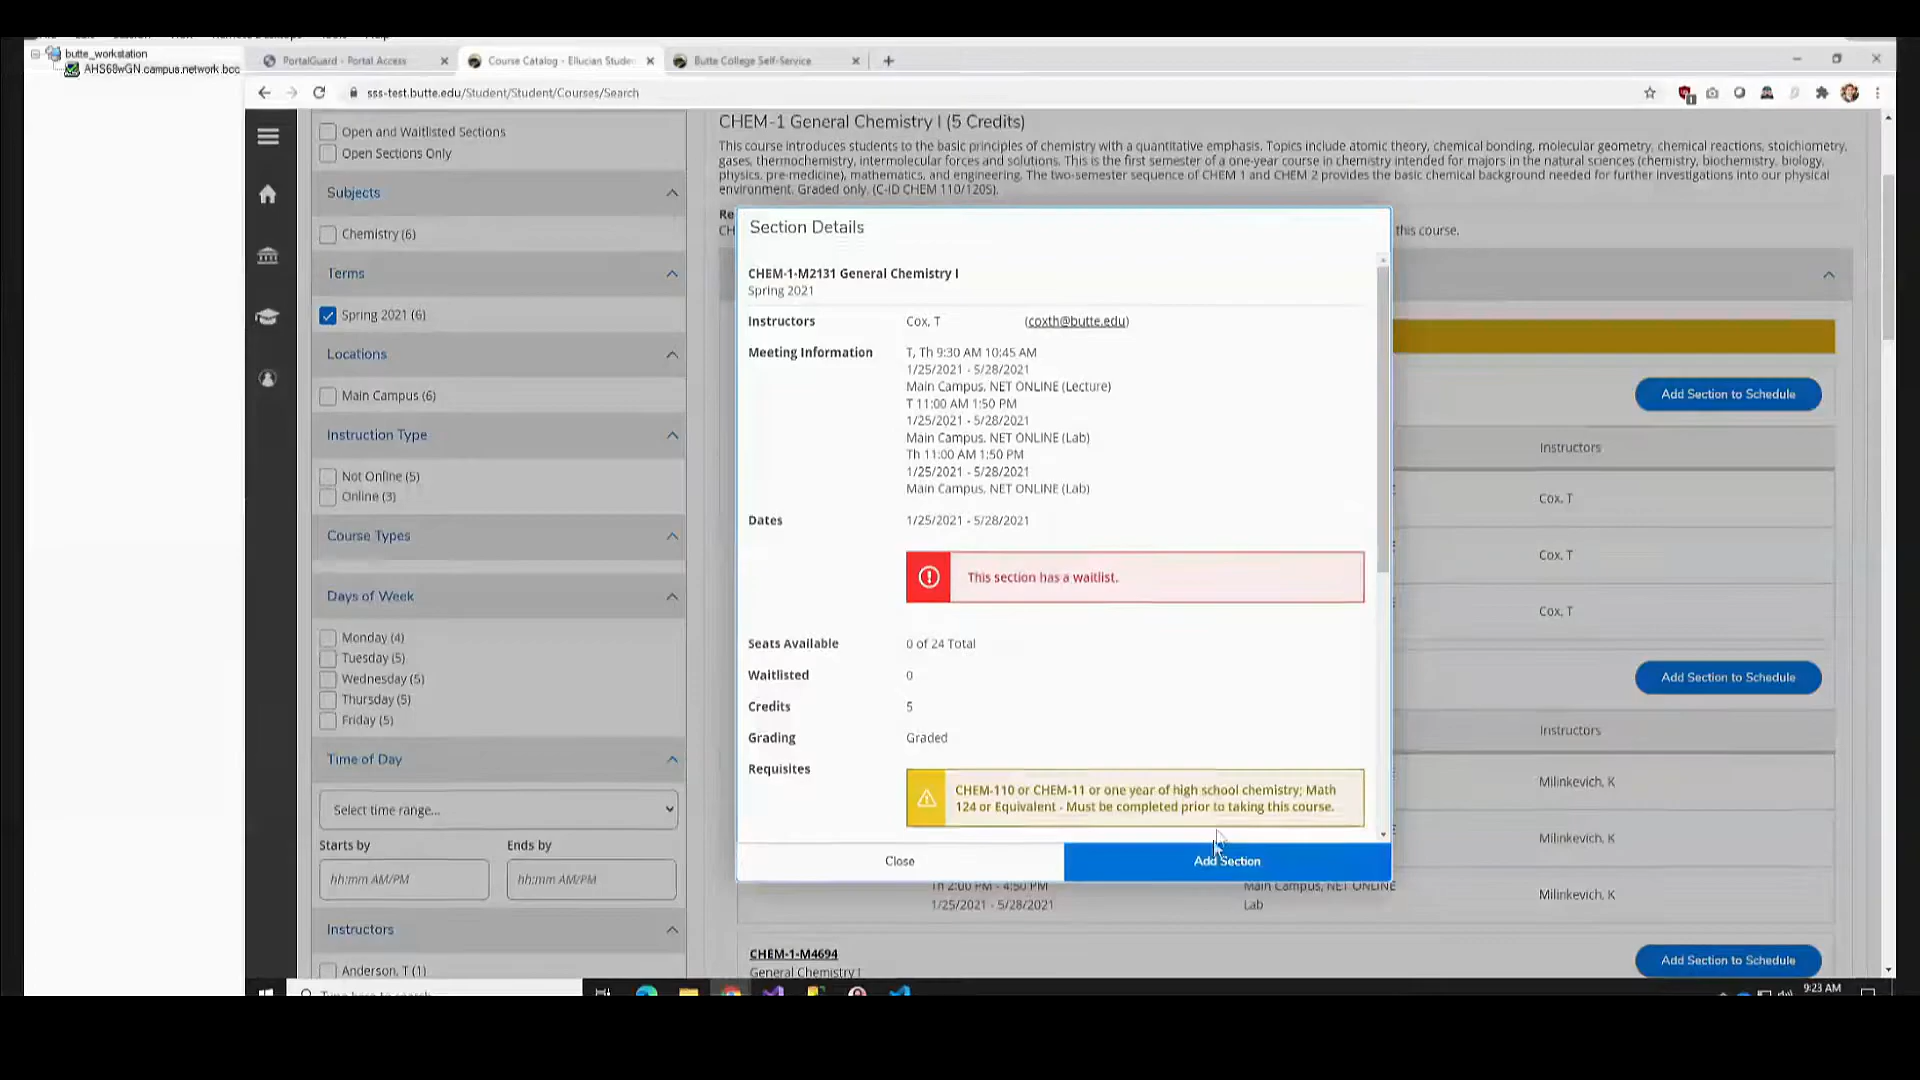 butte_workstation
AHS68wGN.campus.network.bcc
PortalGuard - Portal Access
Course Catalog - Ellucian Stude
Butte College Self-Service
sss-test.butte.edu/Student/Student/Courses/Search
Open and Waitlisted Sections
Open Sections Only
Subjects
Chemistry (6)
Terms
Spring 2021 (6)
Locations
Main Campus (6)
Instruction Type
Not Online (5)
Online (3)
Course Types
Days of Week
Monday (4)
Tuesday (5)
Wednesday (5)
Thursday (5)
Friday (5)
Time of Day
Select time range...
Starts by
Ends by
hh:mm AM/PM
hh:mm AM/PM
Instructors
Anderson, T (1)
CHEM-1 General Chemistry I (5 Credits)
This course introduces students to the basic principles of chemistry with a quantitative emphasis. Topics include atomic theory, chemical bonding, molecular geometry, chemical reactions, stoichiometry,
gases, thermochemistry, intermolecular forces and solutions. This is the first semester of a one-year course in chemistry intended for majors in the natural sciences (chemistry, biochemistry, biology,
physics, pre-medicine), mathematics, and engineering. The two-semester sequence of CHEM 1 and CHEM 2 provides the basic chemical background needed for further investigations into our physical
environment. Graded only. (C-ID CHEM 110/120S).
Re
CH
this course.
Section Details
CHEM-1-M2131 General Chemistry I
Spring 2021
Instructors
Cox, T
(coxth@butte.edu)
Meeting Information
T, Th 9:30 AM 10:45 AM
1/25/2021 - 5/28/2021
Main Campus, NET ONLINE (Lecture)
T 11:00 AM 1:50 PM
1/25/2021 - 5/28/2021
Main Campus, NET ONLINE (Lab)
Th 11:00 AM 1:50 PM
1/25/2021 - 5/28/2021
Main Campus, NET ONLINE (Lab)
Dates
1/25/2021 - 5/28/2021
This section has a waitlist.
Seats Available
0 of 24 Total
Waitlisted
0
Credits
5
Grading
Graded
Requisites
CHEM-110 or CHEM-11 or one year of high school chemistry; Math
124 or Equivalent - Must be completed prior to taking this course.
Close
Add Section
Add Section to Schedule
Instructors
Cox, T
Cox, T
Cox, T
Add Section to Schedule
Instructors
Milinkevich, K
Milinkevich, K
Th 2:00 PM - 4:50 PM
1/25/2021 - 5/28/2021
Main Campus, NET ONLINE
Lab
Milinkevich, K
CHEM-1-M4694
General Chemistry I
Add Section to Schedule
9:23 AM